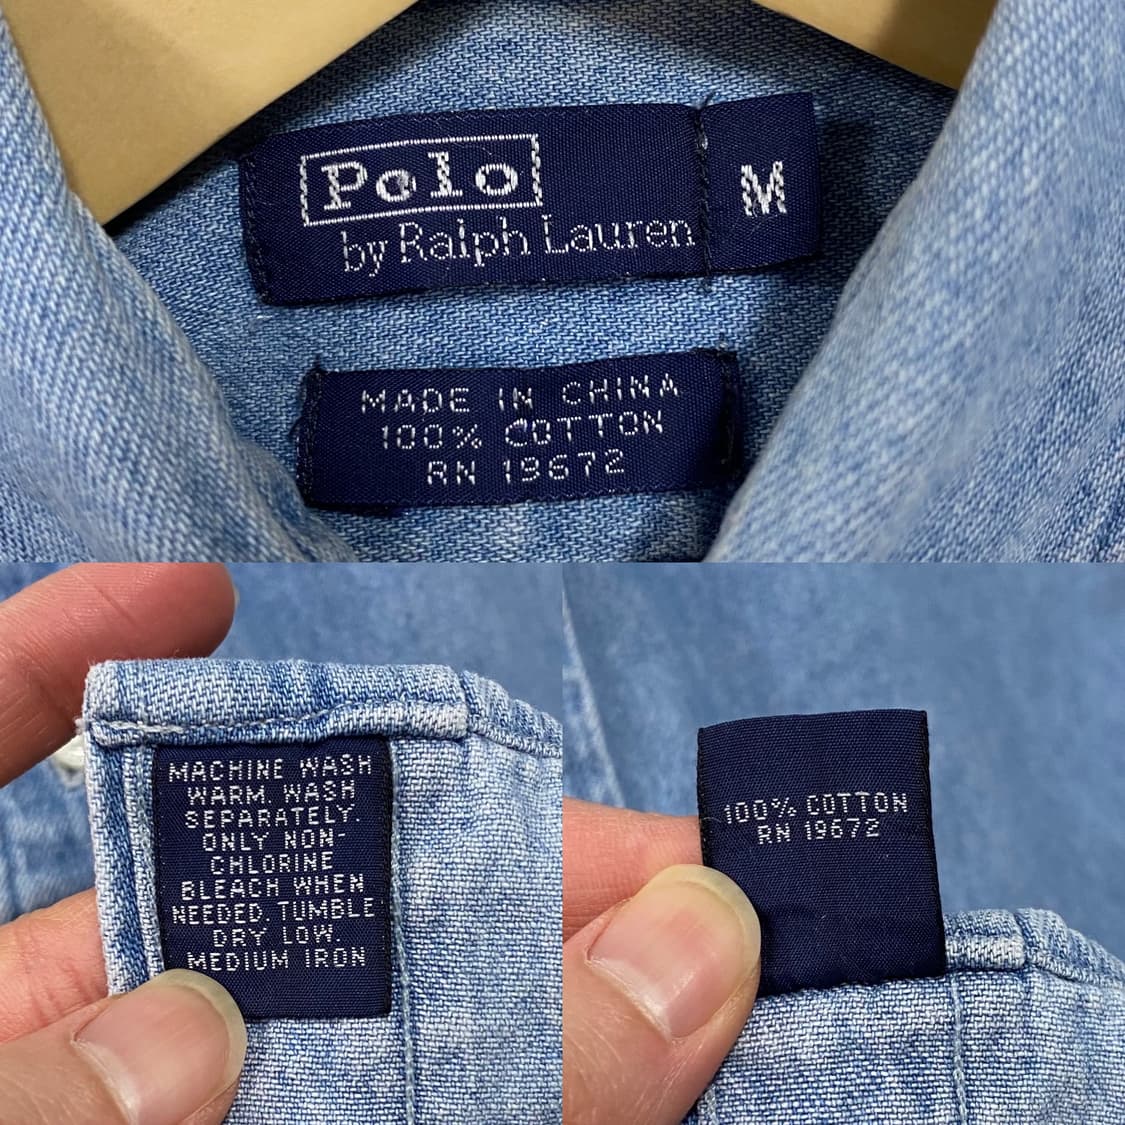 Polo
by Ralph Lauren
M
MADE IN CHINA
100% COTTON
RN 19672
MACHINE WASH
WARM. WASH
SEPARATELY.
ONLY NON-
CHLORINE
BLEACH WHEN
NEEDED. TUMBLE
DRY LOW.
MEDIUM IRON
100% COTTON
RN 19672